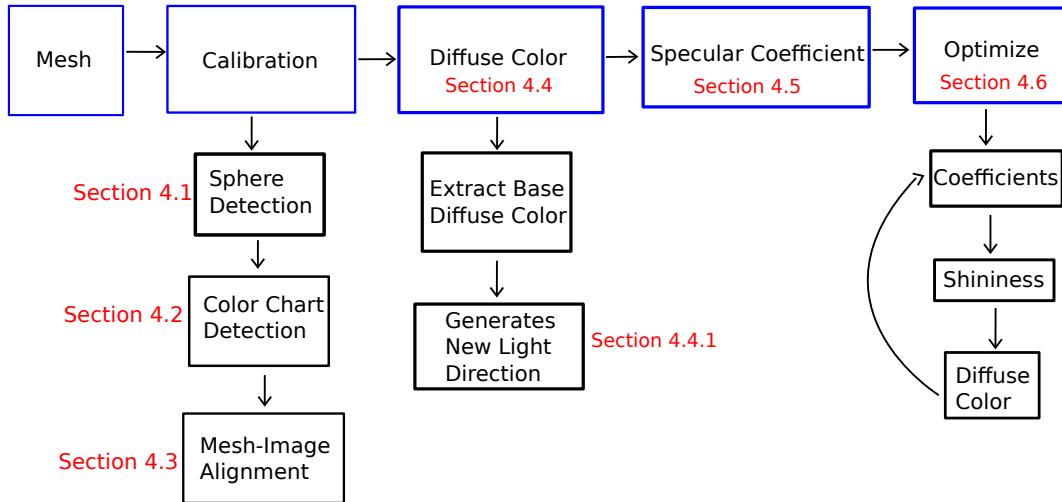 Mesh
Calibration
Diffuse Color
Section 4.4
Specular Coefficient
Section 4.5
Optimize
Section 4.6
Section 4.1
Sphere
Detection
Section 4.2
Color Chart
Detection
Section 4.3
Mesh-Image
Alignment
Extract Base
Diffuse Color
Generates
New Light
Direction
Section 4.4.1
Coefficients
Shininess
Diffuse
Color